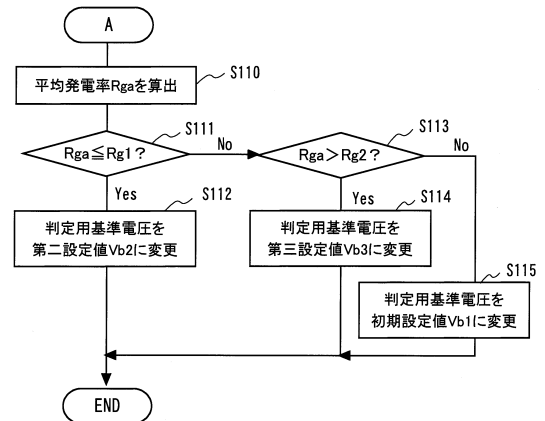 A
平均発電率Rgaを算出
S110
Rga≦Rg1?
S111
No
Yes
Rga>Rg2?
S113
No
Yes
判定用基準電圧を
第二設定値Vb2に変更
S112
判定用基準電圧を
第三設定値Vb3に変更
S114
判定用基準電圧を
初期設定値Vb1に変更
S115
END